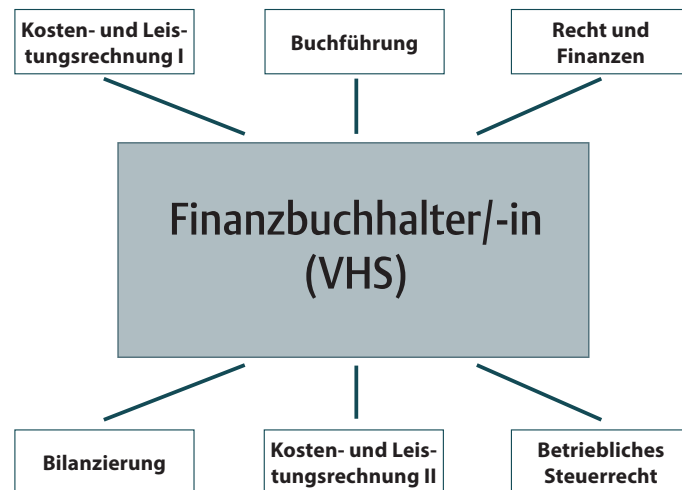 Kosten- und Leis-
tungsrechnung I
Buchführung
Recht und
Finanzen
Finanzbuchhalter/-in
(VHS)
Bilanzierung
Kosten- und Leis-
tungsrechnung II
Betriebliches
Steuerrecht